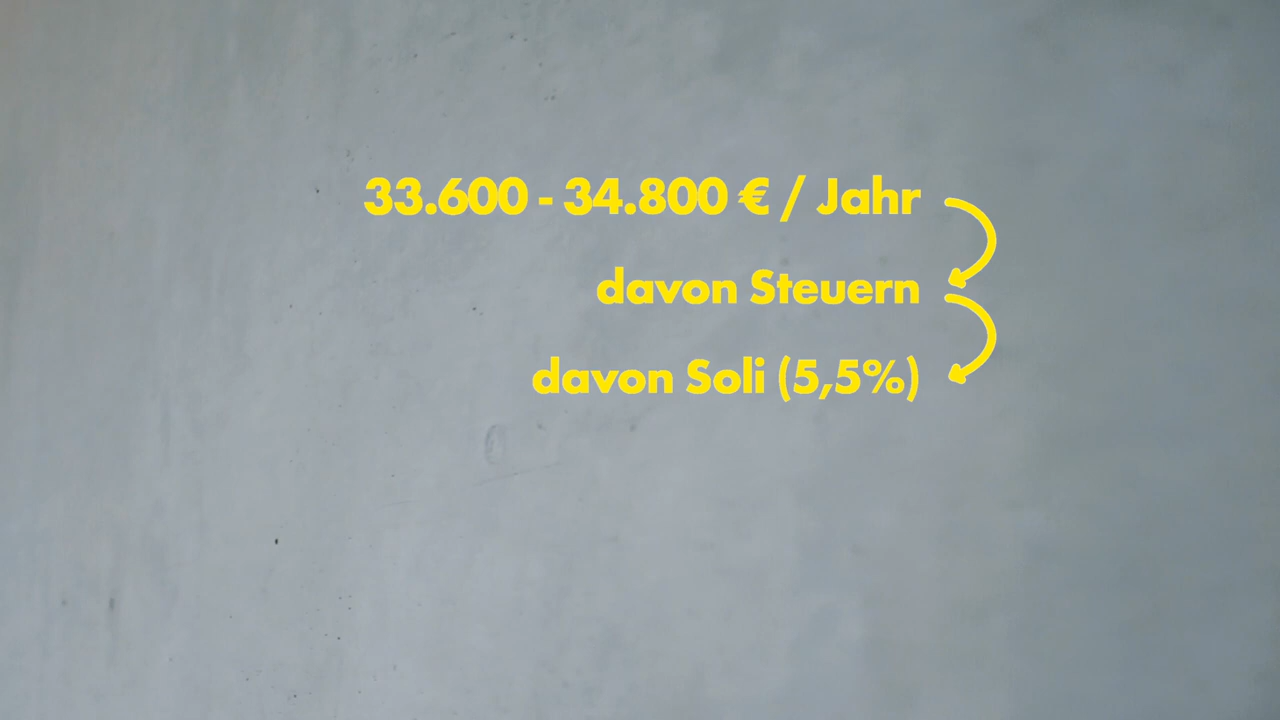 33.600 - 34.800 € / Jahr
davon Steuern
davon Soli (5,5%)